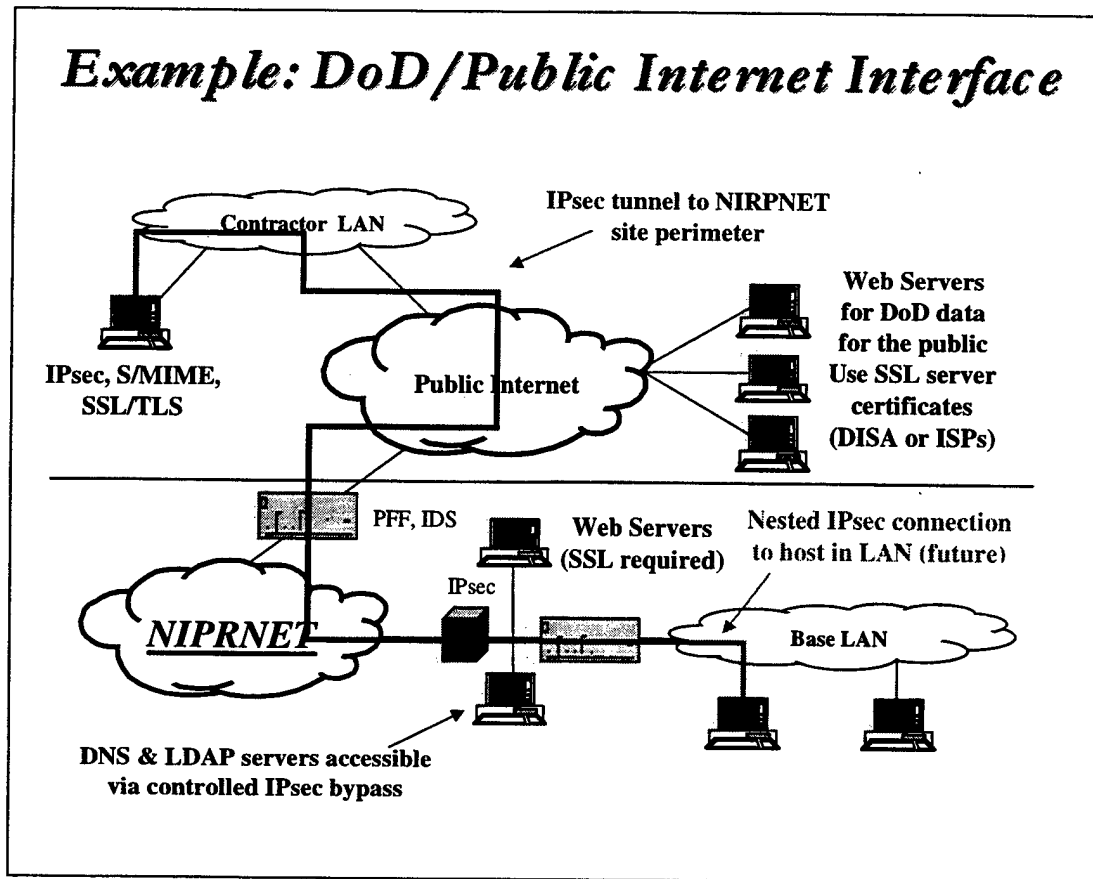 Example: DoD/Public Internet Interface
Contractor LAN
IPsec tunnel to NIRPNET
site perimeter
IPsec, S/MIME,
SSL/TLS
Public Internet
Web Servers
for DoD data
for the public
Use SSL server
certificates
(DISA or ISPs)
PFF, IDS
Web Servers
(SSL required)
Nested IPsec connection
to host in LAN (future)
IPsec
NIPRNET
Base LAN
DNS & LDAP servers accessible
via controlled IPsec bypass